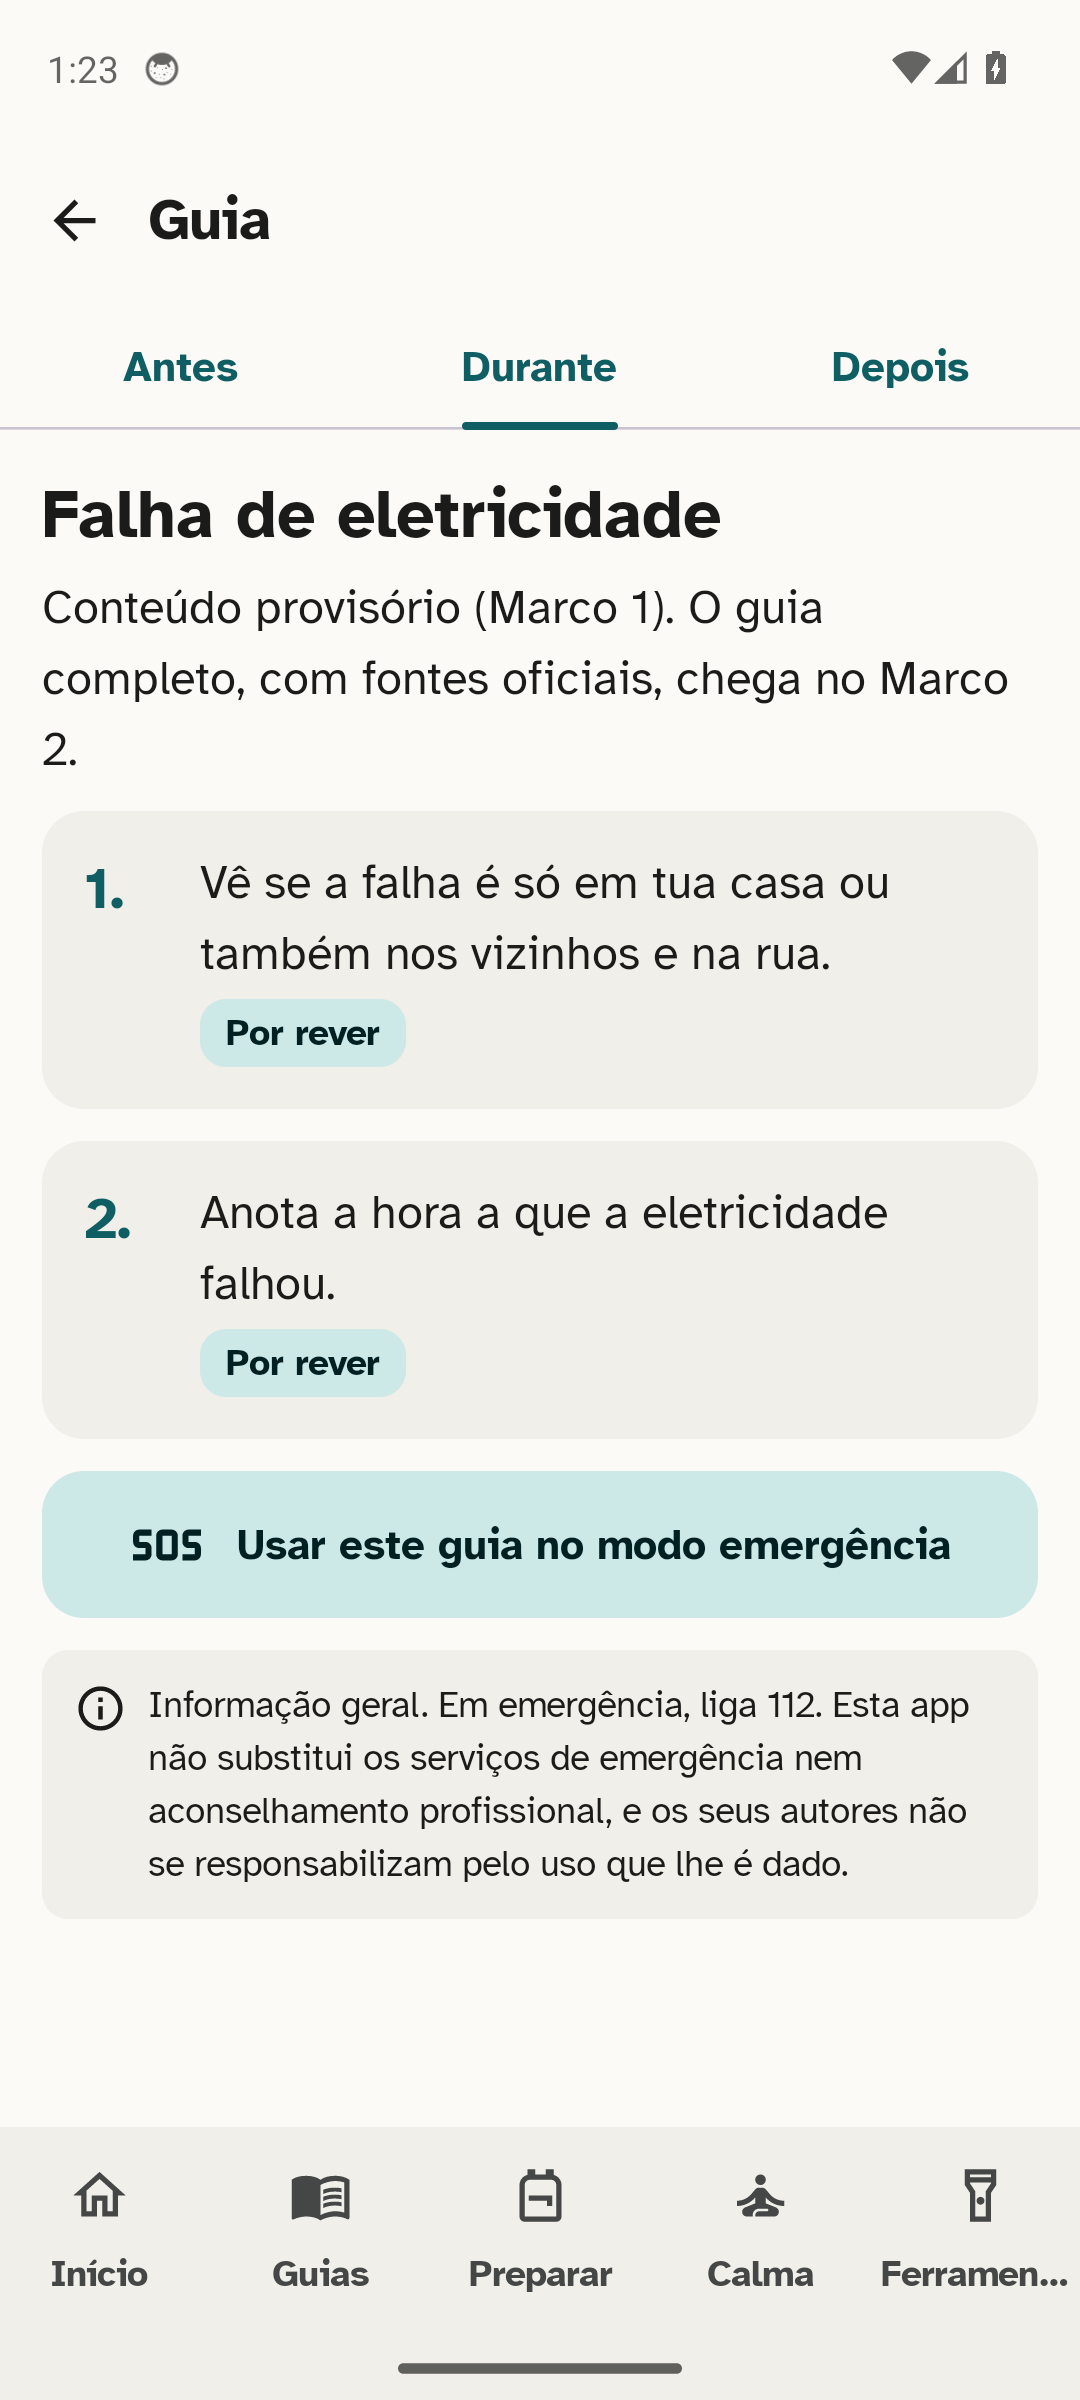 1:23
Guia
Antes
Durante
Depois
Falha de eletricidade
Conteúdo provisório (Marco 1). O guia
completo, com fontes oficiais, chega no Marco
2.
1.
Vê se a falha é só em tua casa ou
também nos vizinhos e na rua.
Por rever
2.
Anota a hora a que a eletricidade
falhou.
Por rever
SOS Usar este guia no modo emergência
Informação geral. Em emergência, liga 112. Esta app
não substitui os serviços de emergência nem
aconselhamento profissional, e os seus autores não
se responsabilizam pelo uso que lhe é dado.
Início
Guias
Preparar
Calma
Ferramen...